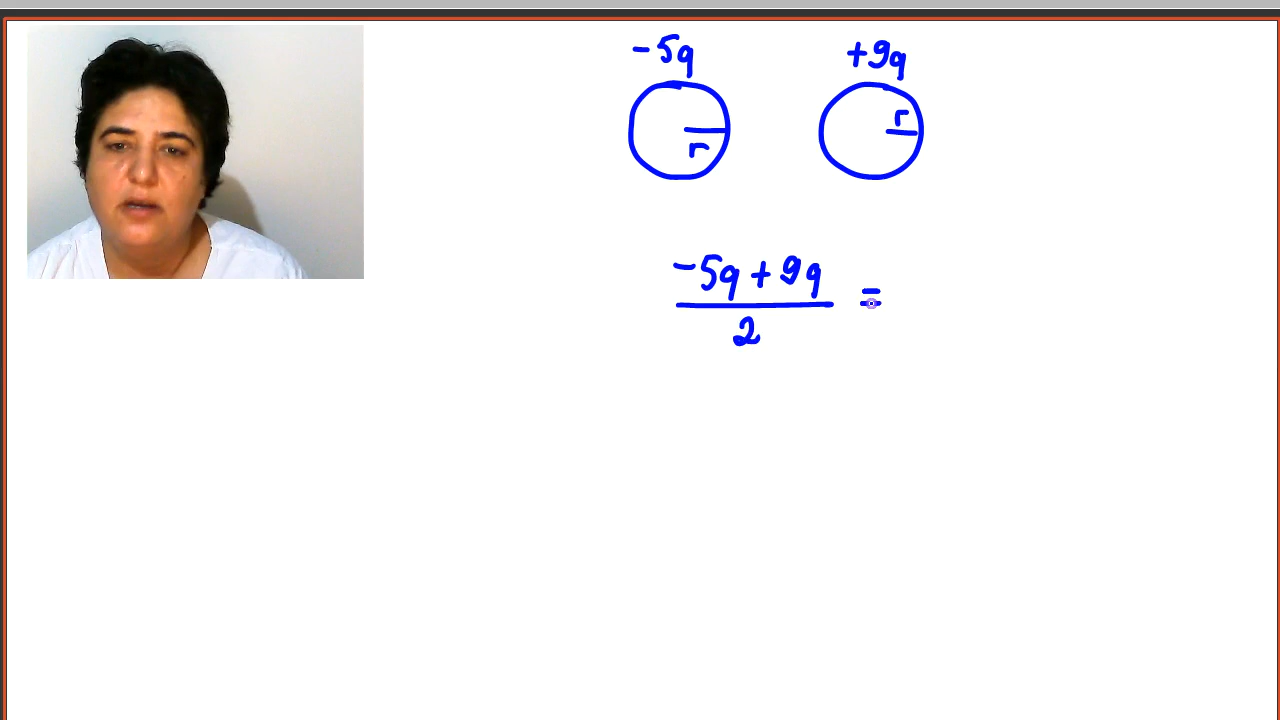 -5q +9q
r r
-5q + 9q
2 =